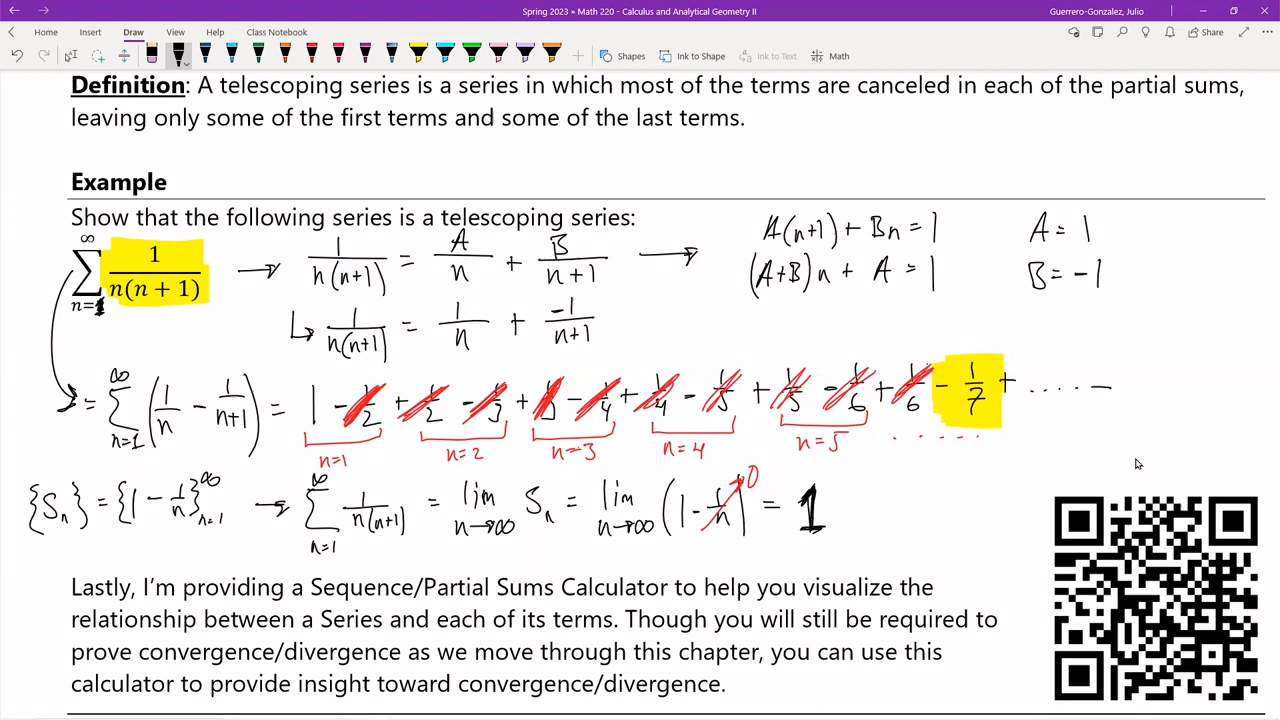 Spring 2023 » Math 220 - Calculus and Analytical Geometry II
Guerrero-Gonzalez, Julio
Home Insert Draw View Help Class Notebook
Share
Shapes Ink to Shape Ink to Text Math
Definition: A telescoping series is a series in which most of the terms are canceled in each of the partial sums,
leaving only some of the first terms and some of the last terms.
Example
Show that the following series is a telescoping series:
∞ ∑ n=1 1/(n(n + 1)) → 1/(n(n+1)) = A/n + B/(n+1) → A(n+1) + Bn = 1 A = 1
(A+B)n + A = 1 B = -1
↳ 1/(n(n+1)) = 1/n + -1/(n+1)
= ∞ ∑ n=1 (1/n - 1/(n+1)) = 1 - 1/2 + 1/2 - 1/3 + 1/3 - 1/4 + 1/4 - 1/5 + 1/5 - 1/6 + 1/6 - 1/7 + .... -
n=1 n=2 n=3 n=4 n=5 ......
{Sn} = {1 - 1/n}∞ n=1 → ∞ ∑ n=1 1/(n(n+1)) = lim n→∞ Sn = lim n→∞ (1 - 1/n) 0 = 1
Lastly, I'm providing a Sequence/Partial Sums Calculator to help you visualize the
relationship between a Series and each of its terms. Though you will still be required to
prove convergence/divergence as we move through this chapter, you can use this
calculator to provide insight toward convergence/divergence.